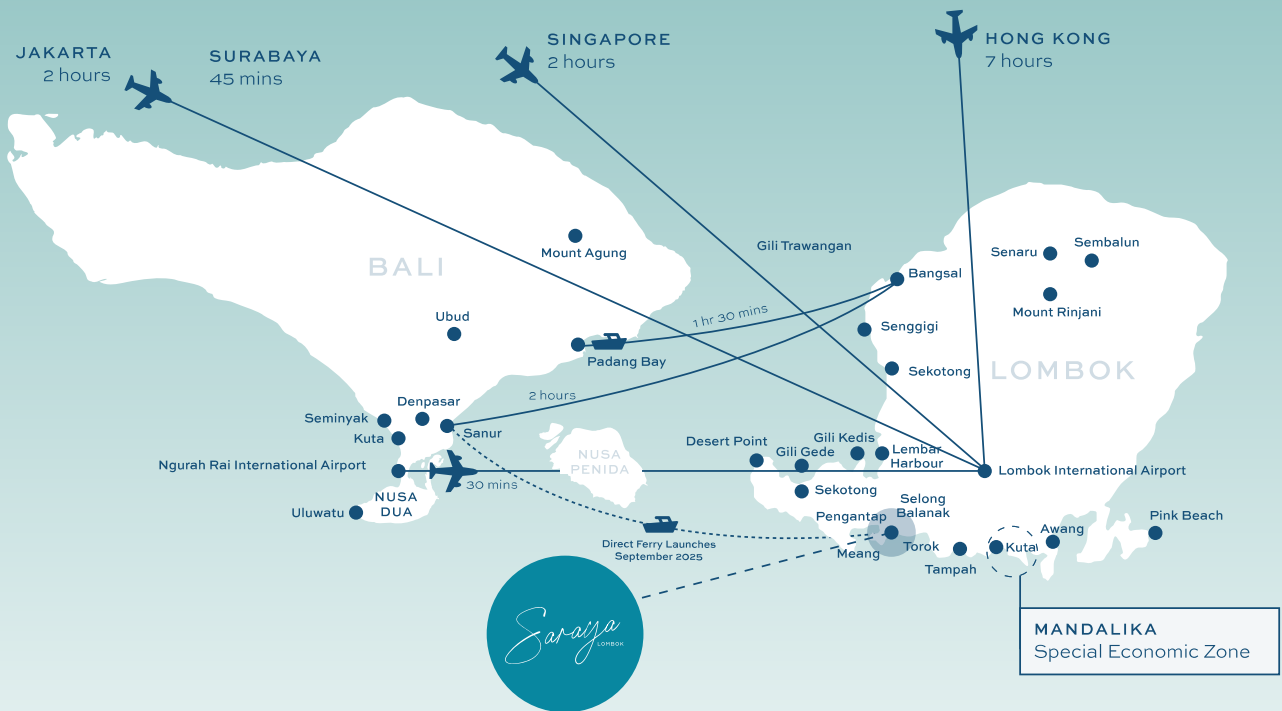 JAKARTA
2 hours
SURABAYA
45 mins
SINGAPORE
2 hours
HONG KONG
7 hours
BALI
Mount Agung
Ubud
Padang Bay
1 hr 30 mins
2 hours
Denpasar
Seminyak
Kuta
Sanur
Ngurah Rai International Airport
30 mins
NUSA
DUA
Uluwatu
NUSA
PENIDA
Direct Ferry Launches
September 2025
Gili Trawangan
Bangsal
Senaru
Sembalun
Mount Rinjani
Senggigi
LOMBOK
Sekotong
Desert Point
Gili Gede
Gili Kedis
Lembar
Harbour
Lombok International Airport
Sekotong
Selong
Balanak
Pengantap
Meang
Torok
Tampah
Kuta
Awang
Pink Beach
Saraya
LOMBOK
MANDALIKA
Special Economic Zone